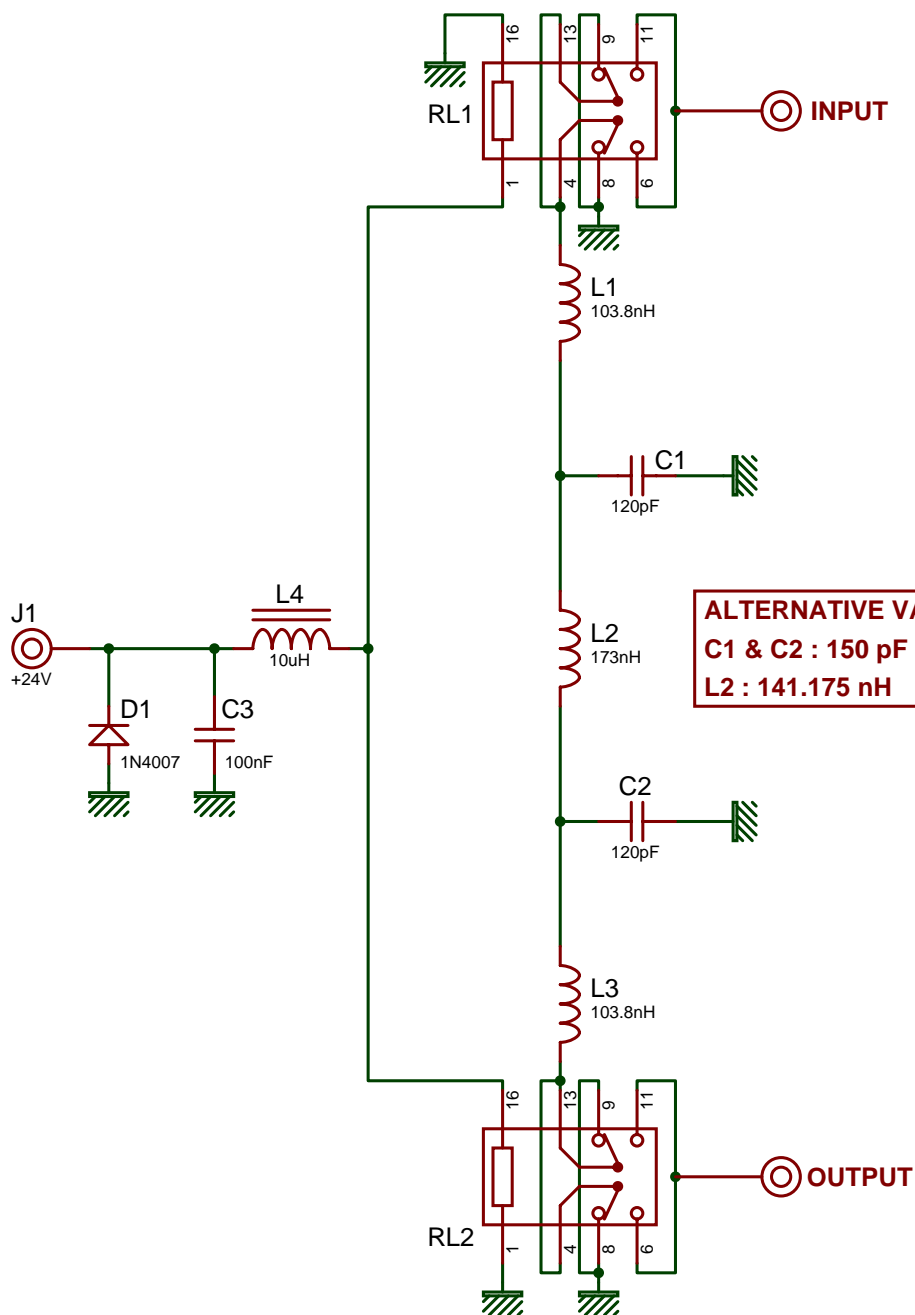 16
13
9
11
RL1
INPUT
1
4
8
6
L1
103.8nH
C1
120pF
J1
+24V
L4
10uH
L2
173nH
ALTERNATIVE
C1 & C2 : 150 pF
L2 : 141.175 nH
D1
1N4007
C3
100nF
C2
120pF
L3
103.8nH
16
13
9
11
OUTPUT
RL2
1
4
8
6